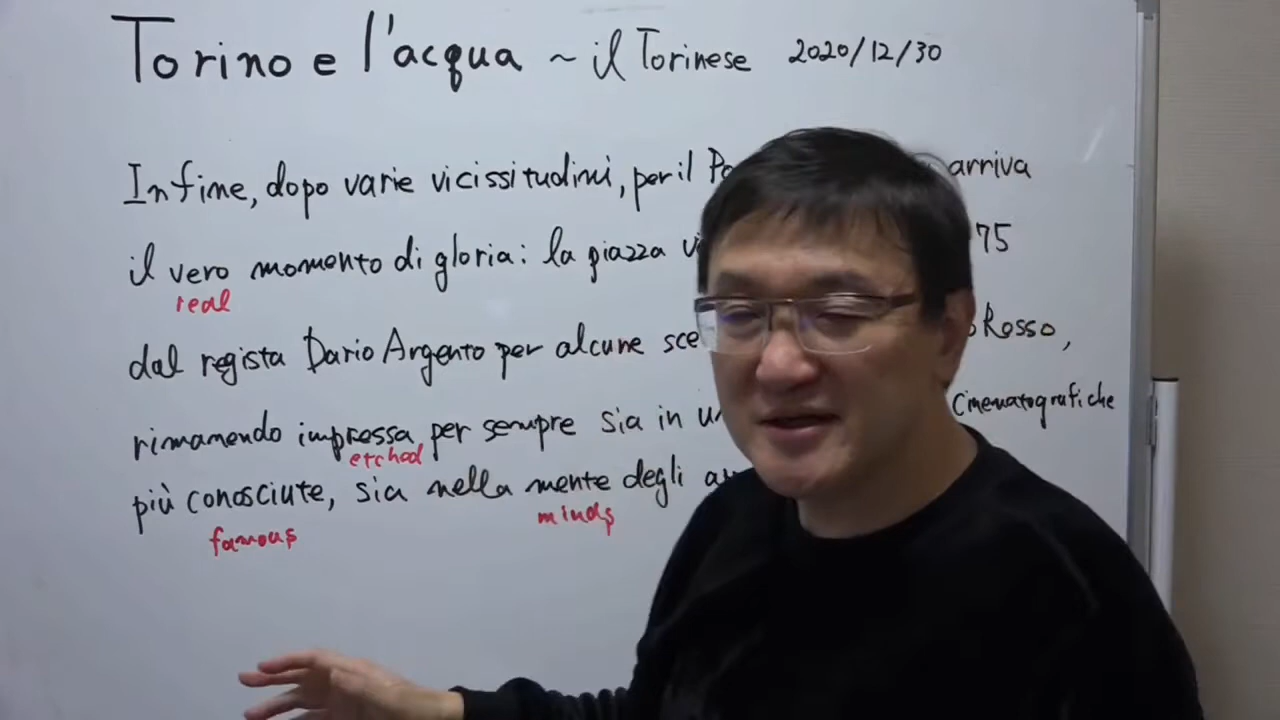 Torino e l'acqua ~ il Torinese 2020/12/30
Infine, dopo varie vicissitudini, per il arriva
il vero momento di gloria: la piazza 75
real
dal regista Dario Argento per alcune Rosso,
rimanendo impressa per sempre sia in cinematografiche
etched
più conosciute, sia nella mente degli
famous minds